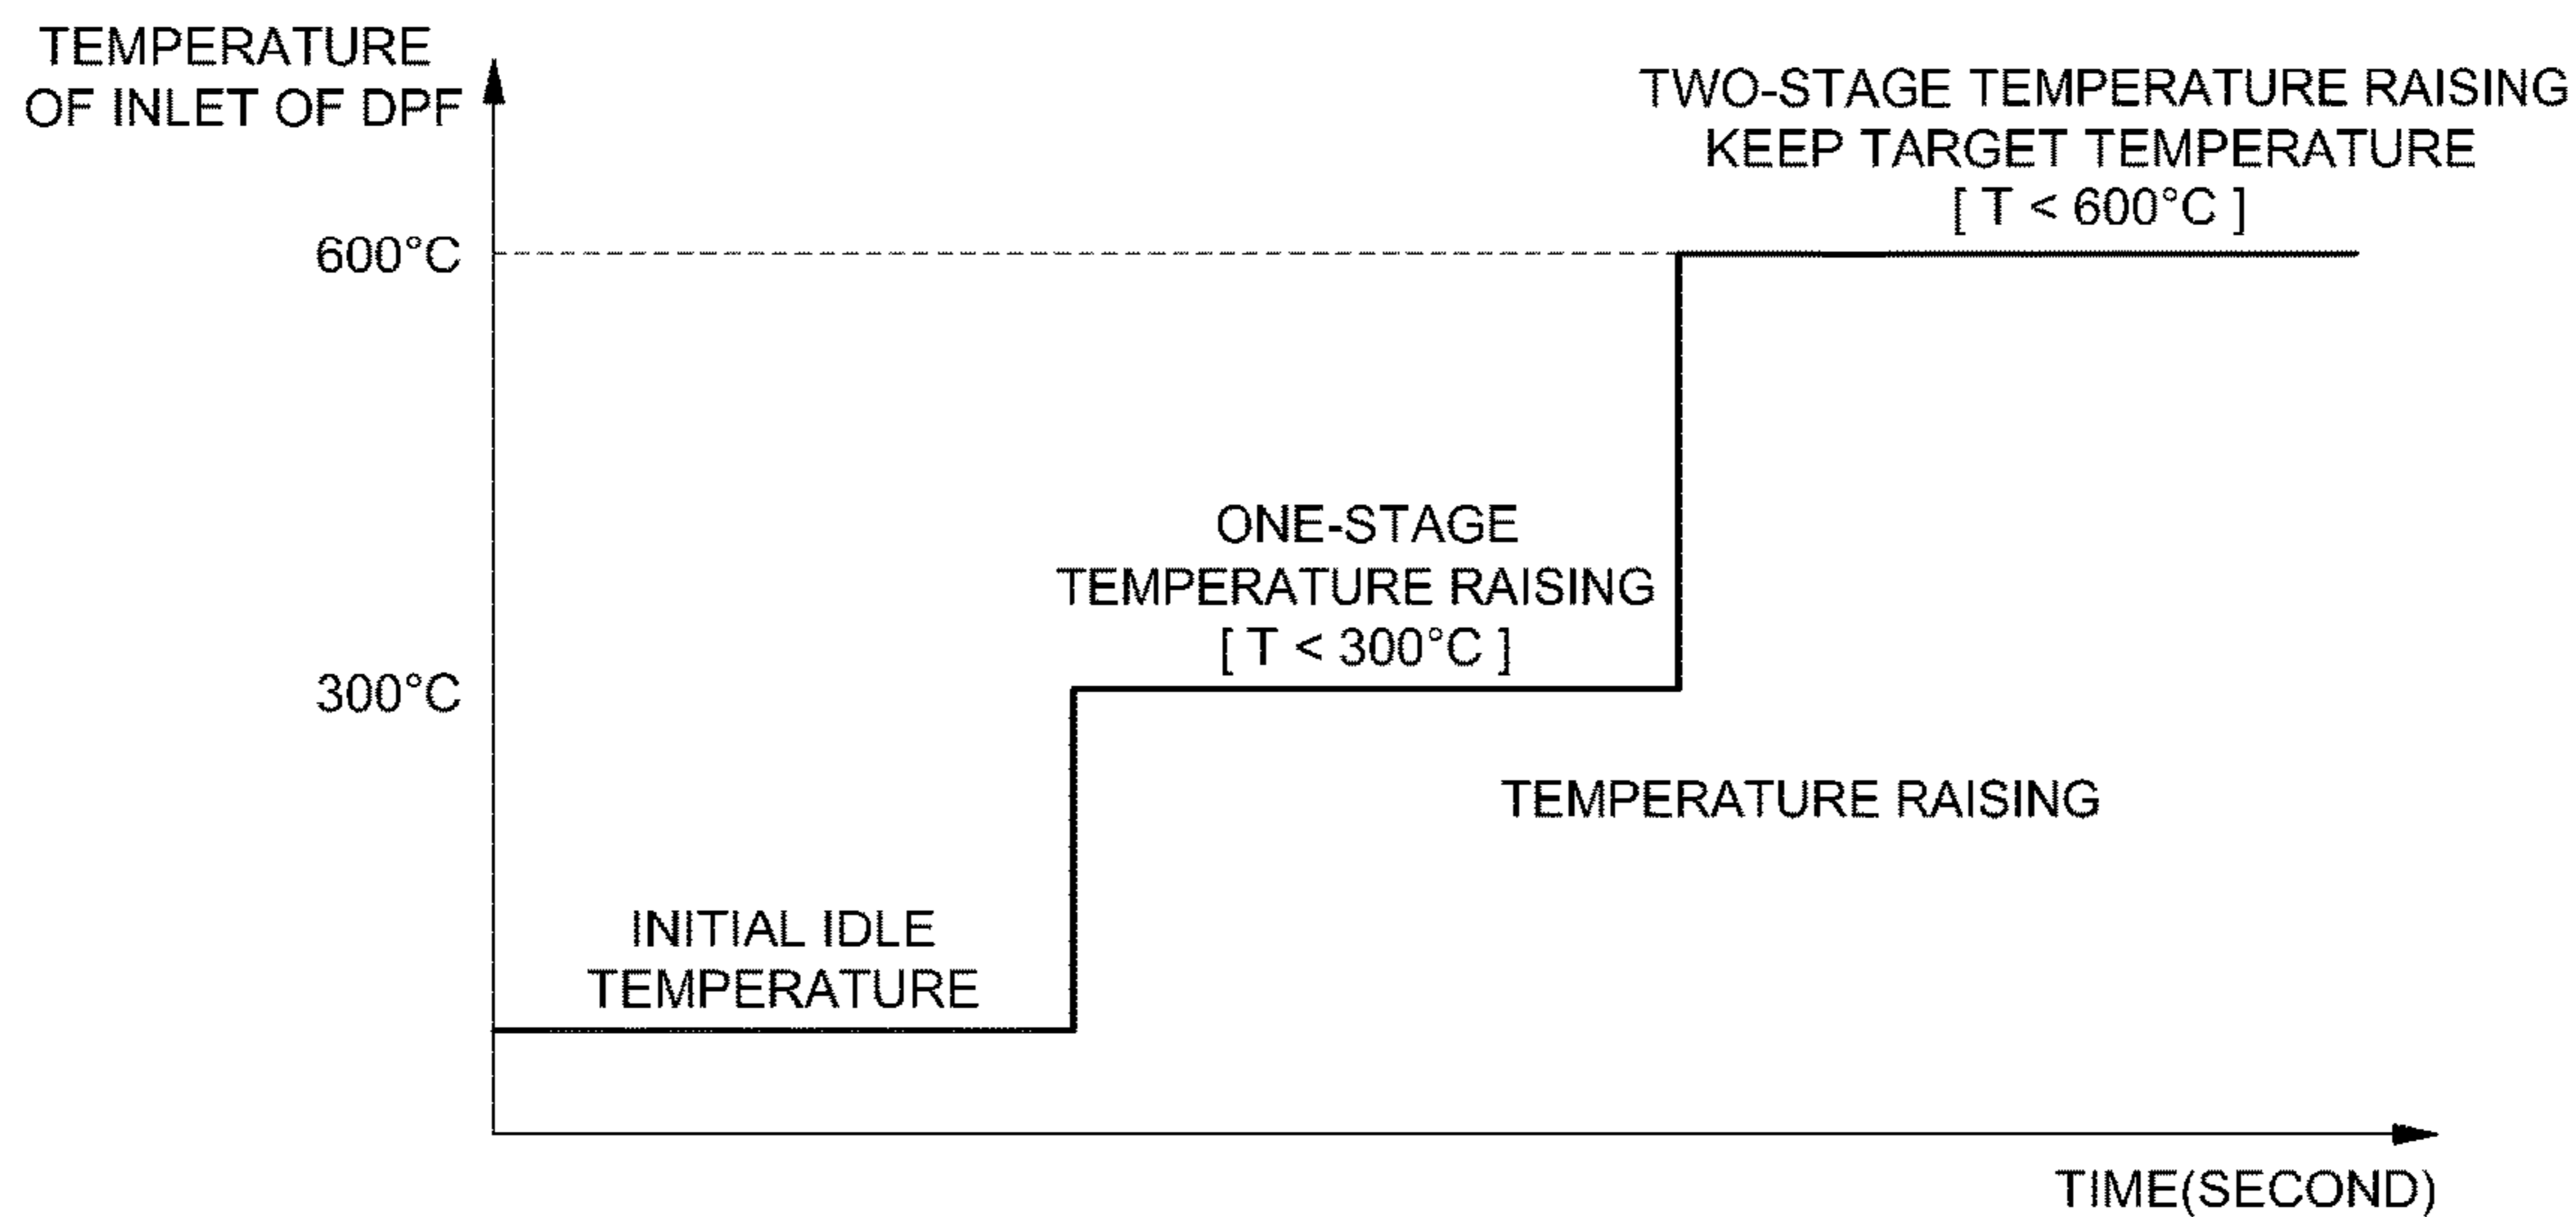 TEMPERATURE
OF INLET OF DPF
TWO-STAGE TEMPERATURE RAISING
KEEP TARGET TEMPERATURE
[ T < 600°C ]
600°C
ONE-STAGE
TEMPERATURE RAISING
[ T < 300°C ]
300°C
TEMPERATURE RAISING
INITIAL IDLE
TEMPERATURE
TIME(SECOND)